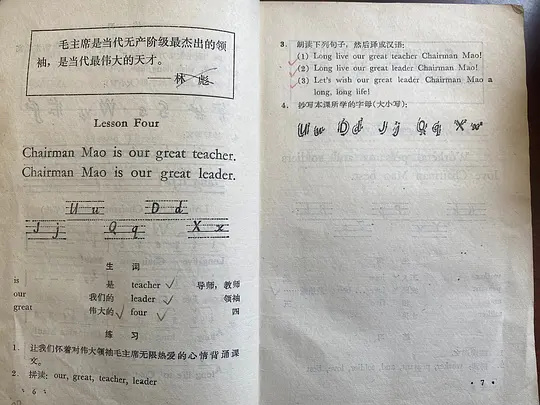 毛主席是当代无产阶级最杰出的领
袖，是当代最伟大的天才。
——林 彪
Lesson Four
Chairman Mao is our great teacher.
Chairman Mao is our great leader.
U u D d
J j Q q X x
生 词
is 是 teacher 导师，教师
our 我们的 leader 领袖
great 伟大的 four 四
练 习
1. 让我们怀着对伟大领袖毛主席无限热爱的心情背诵课
文。
2. 拼读: our, great, teacher, leader
· 6 ·
3. 朗读下列句子，然后译成汉语:
(1) Long live our great teacher Chairman Mao!
(2) Long live our great leader Chairman Mao!
(3) Let's wish our great leader Chairman Mao a
long, long life!
4. 抄写本课所学的字母(大小写):
U u D d J j Q q X x
· 7 ·